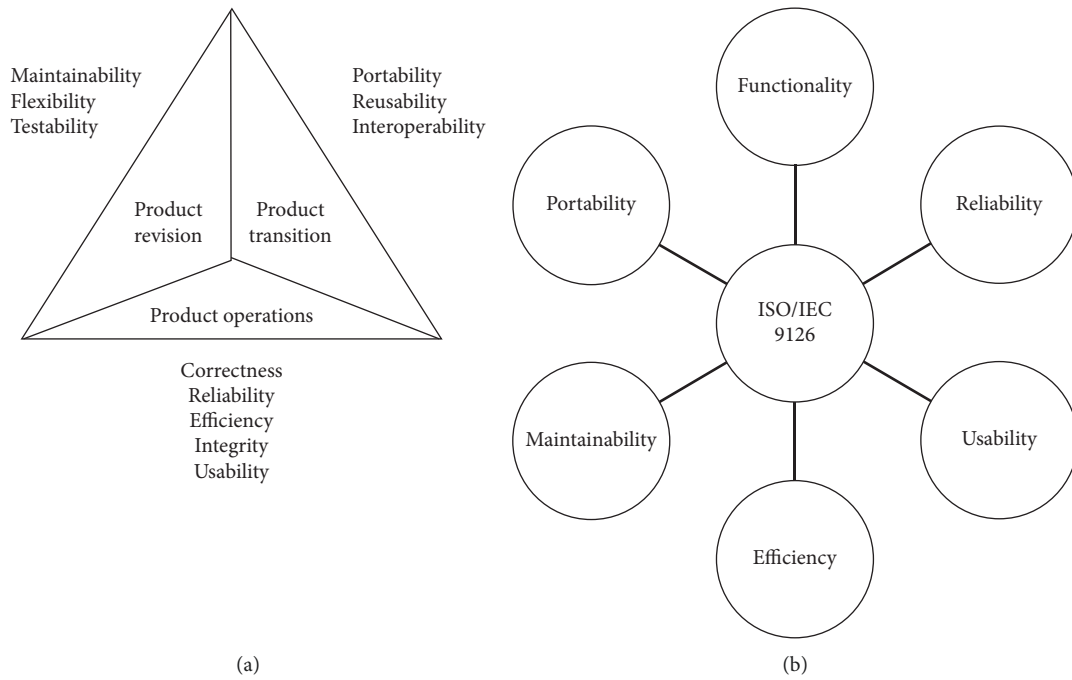 Maintainability
Flexibility
Testability
Portability
Reusability
Interoperability
Product
revision
Product
transition
Product operations
Correctness
Reliability
Efficiency
Integrity
Usability
(a)
Functionality
Portability
Reliability
ISO/IEC
9126
Maintainability
Usability
Efficiency
(b)